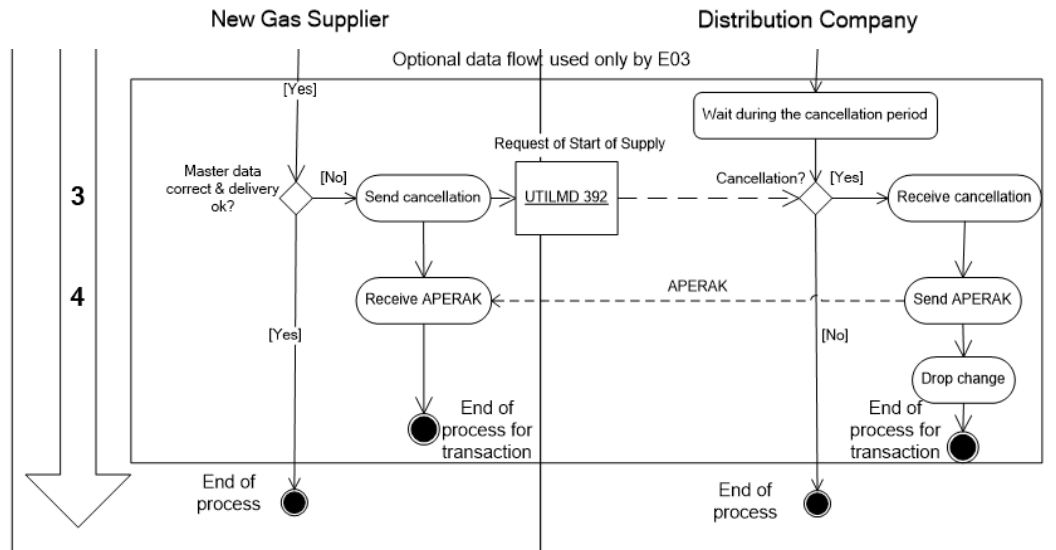 New Gas Supplier
Distribution Company
Optional data flow: used only by E03
[Yes]
Wait during the cancellation period
Request of Start of Supply
Master data
correct & delivery
ok?
[No]
Send cancellation
UTILMD 392
Cancellation?
[Yes]
Receive cancellation
3
4
Receive APERAK
APERAK
Send APERAK
[Yes]
[No]
Drop change
End of
process for
transaction
End of
process for
transaction
End of
process
End of
process